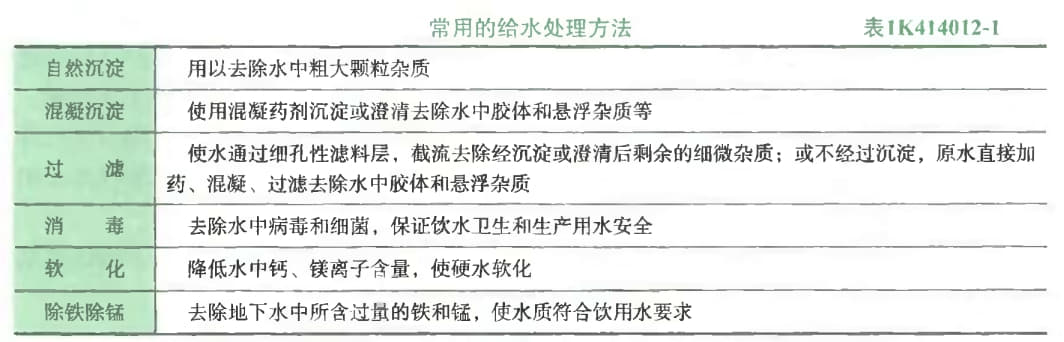 常用的给水处理方法 表1K414012-1
自然沉淀 用以去除水中粗大颗粒杂质
混凝沉淀 使用混凝药剂沉淀或澄清去除水中胶体和悬浮杂质等
过滤 使水通过细孔性滤料层，截流去除经沉淀或澄清后剩余的细微杂质；或不经过沉淀，原水直接加
药、混凝、过滤去除水中胶体和悬浮杂质
消毒 去除水中病毒和细菌，保证饮水卫生和生产用水安全
软化 降低水中钙、镁离子含量，使硬水软化
除铁除锰 去除地下水中所含过量的铁和锰，使水质符合饮用水要求